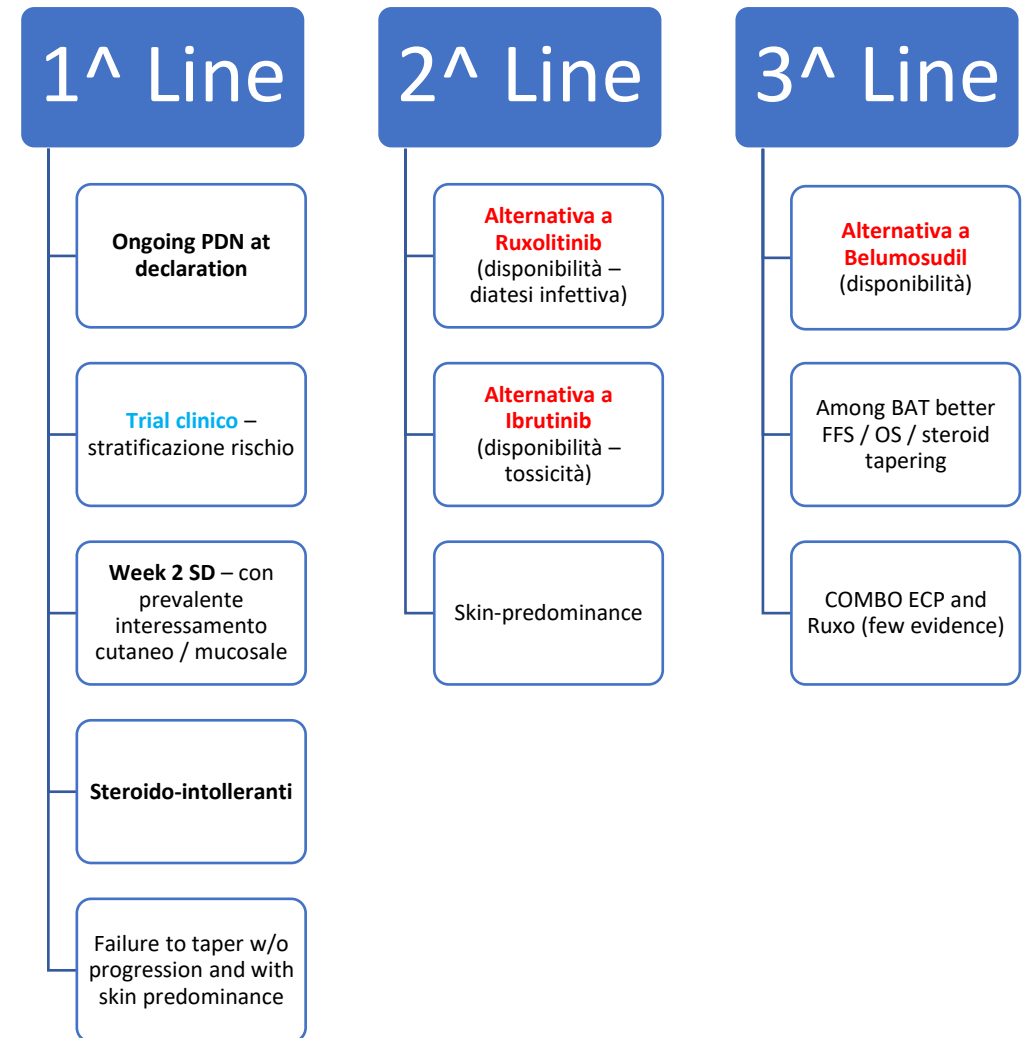 1^ Line
Ongoing PDN at
declaration
Trial clinico –
stratificazione rischio
Week 2 SD – con
prevalente
interessamento
cutaneo / mucosale
Steroido-intolleranti
Failure to taper w/o
progression and with
skin predominance
2^ Line
Alternativa a
Ruxolitinib
(disponibilità –
diatesi infettiva)
Alternativa a
Ibrutinib
(disponibilità –
tossicità)
Skin-predominance
3^ Line
Alternativa a
Belumosudil
(disponibilità)
Among BAT better
FFS / OS / steroid
tapering
COMBO ECP and
Ruxo (few evidence)